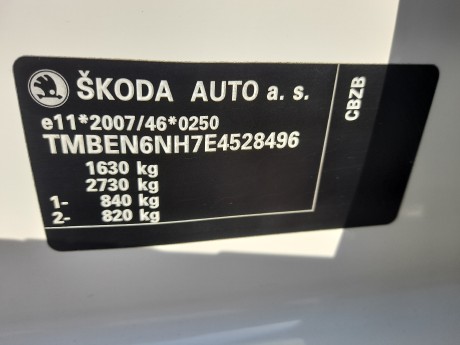 ŠKODA AUTO a. s.
e11*2007/46*0250
TMBEN6NH7E4528496
1630 kg
2730 kg
1- 840 kg
2- 820 kg
CBZB